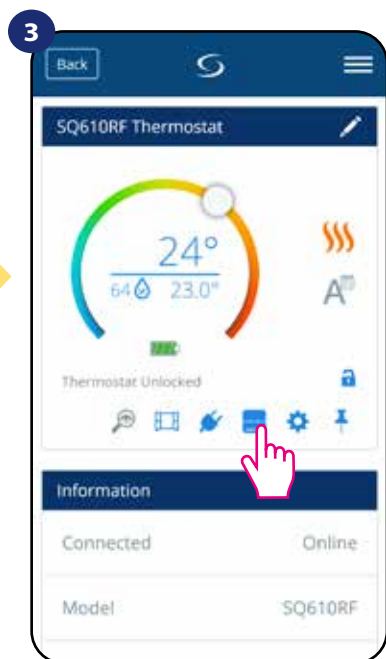 3
Back
SQ610RF Thermostat
24°
64 23.0°
A
Thermostat Unlocked
Information
Connected Online
Model SQ610RF